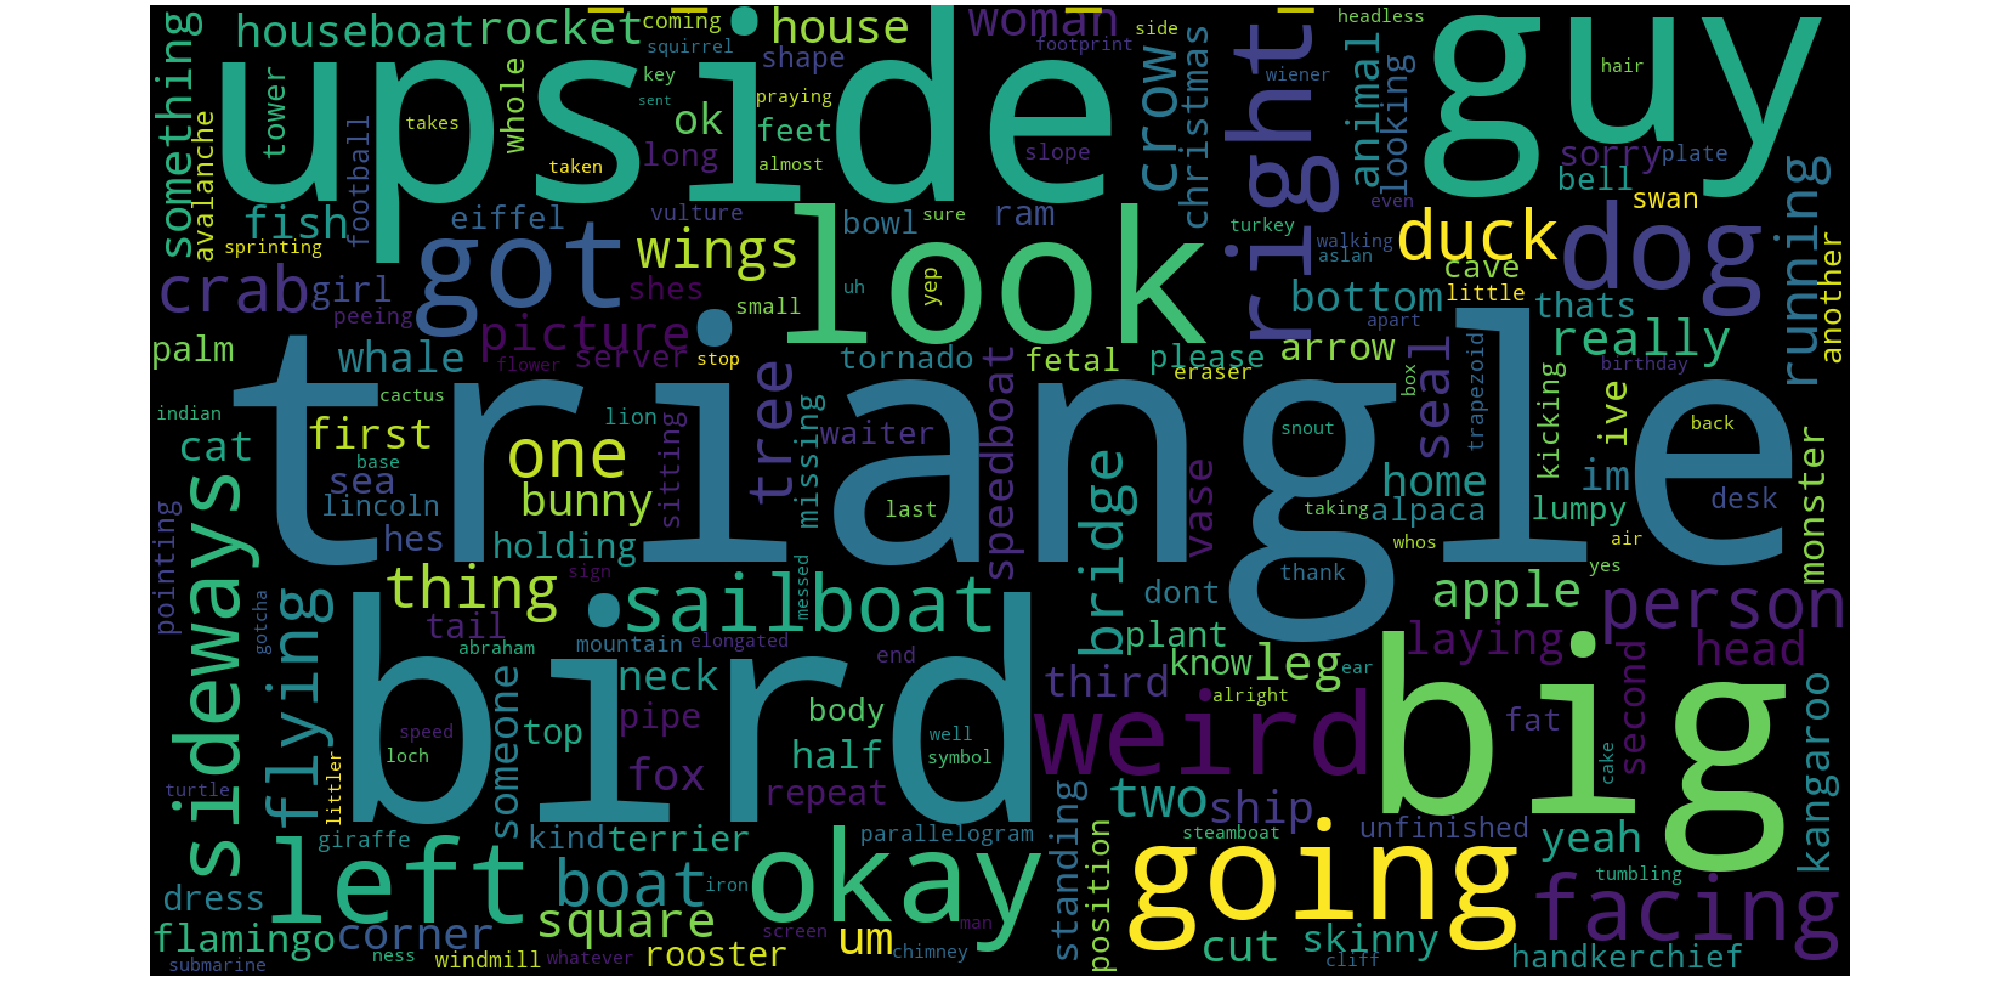 upside
guy
look
triangle
bird
big
right
got
going
okay
left
weird
dog
duck
sideways
facing
sailboat
person
flying
thing
one
crab
wings
picture
running
something
houseboat
rocket
house
woman
crow
christmas
animal
looking
coming
squirrel
shape
footprint
side
headless
wiener
hair
tower
whole
key
sent
praying
ok
feet
long
almost
takes
taken
football
avalanche
slope
sorry
plate
bell
even
swan
fish
eiffel
vulture
bowl
sure
ram
turkey
walking
aslan
cave
little
thats
another
sprinting
girl
peeing
shes
small
uh
yep
bottom
apart
really
palm
whale
flower
server
stop
tornado
fetal
please
eraser
arrow
birthday
cactus
indian
cat
first
lion
base
sea
lincoln
hes
bunny
sitting
holding
tree
missing
waiter
speedboat
last
bridge
vase
snout
box
seal
trapezoid
kicking
ive
back
home
taking
alpaca
lumpy
im
desk
monster
whos
air
yes
pointing
sign
messed
dont
thank
apple
gotcha
tail
abraham
mountain
elongated
end
plant
know
leg
ear
laying
head
third
alright
neck
someone
top
pipe
body
well
symbol
speed
loch
half
fox
repeat
fat
second
cake
kangaroo
turtle
littler
giraffe
kind
terrier
parallelogram
standing
two
ship
steamboat
unfinished
yeah
tumbling
position
dress
boat
iron
flamingo
corner
square
screen
um
man
chimney
cut
skinny
cliff
handkerchief
submarine
ness
windmill
whatever
rooster